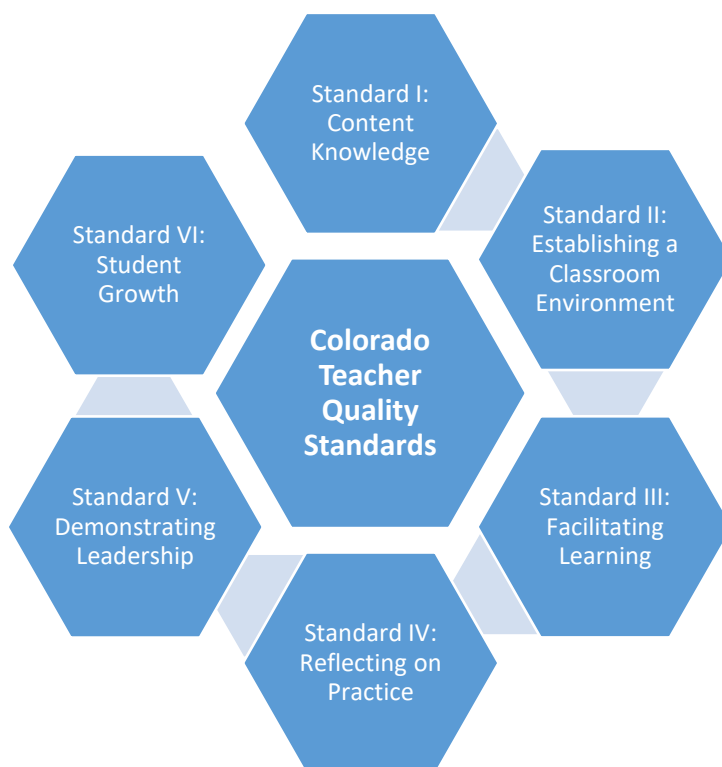 Standard I:
Content
Knowledge
Standard II:
Establishing a
Classroom
Environment
Standard III:
Facilitating
Learning
Standard IV:
Reflecting on
Practice
Standard V:
Demonstrating
Leadership
Standard VI:
Student
Growth
Colorado
Teacher
Quality
Standards